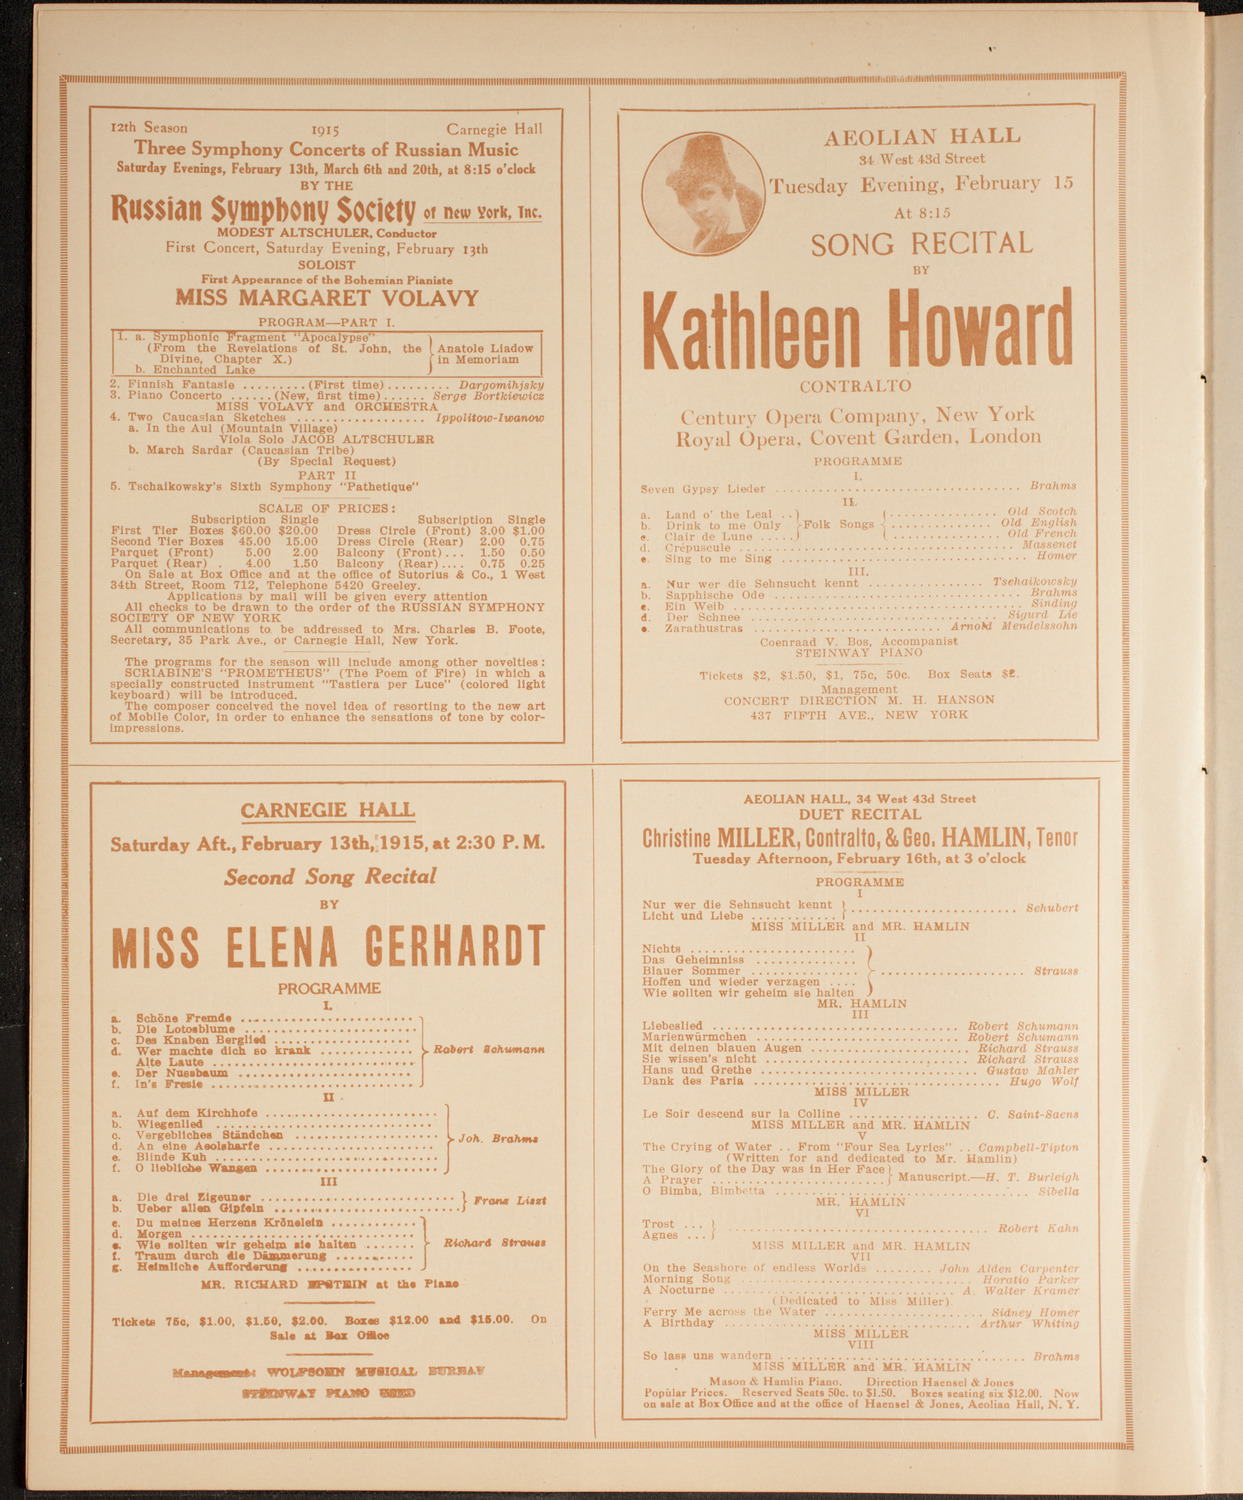 12th Season 1915 Carnegie Hall
Three Symphony Concerts of Russian Music
Saturday Evenings, February 13th, March 6th and 20th, at 8:15 o'clock
BY THE
Russian Symphony Society of New York, Inc.
MODEST ALTSCHULER, Conductor
First Concert, Saturday Evening, February 13th
SOLOIST
First Appearance of the Bohemian Pianiste
MISS MARGARET VOLAVY
PROGRAM—PART I.
1. a. Symphonic Fragment "Apocalypse"
(From the Revelations of St. John, the
Divine, Chapter X.)
b. Enchanted Lake
Anatole Liadow
in Memoriam
2. Finnish Fantasie .........(First time)......... Dargomihjsky
3. Piano Concerto ......(New, first time)...... Serge Bortkiewicz
MISS VOLAVY and ORCHESTRA
4. Two Caucasian Sketches .................. Ippolitow-Iwanow
a. In the Aul (Mountain Village)
Viola Solo JACOB ALTSCHULER
b. March Sardar (Caucasian Tribe)
(By Special Request)
PART II
5. Tschaikowsky's Sixth Symphony "Pathetique"
SCALE OF PRICES:
Subscription Single Subscription Single
First Tier Boxes $60.00 $20.00 Dress Circle (Front) 3.00 $1.00
Second Tier Boxes 45.00 15.00 Dress Circle (Rear) 2.00 0.75
Parquet (Front) . 5.00 2.00 Balcony (Front)... 1.50 0.50
Parquet (Rear) . 4.00 1.50 Balcony (Rear).... 0.75 0.25
On Sale at Box Office and at the office of Sutorius & Co., 1 West
34th Street, Room 712, Telephone 5420 Greeley.
Applications by mail will be given every attention
All checks to be drawn to the order of the RUSSIAN SYMPHONY
SOCIETY OF NEW YORK
All communications to be addressed to Mrs. Charles B. Foote,
Secretary, 35 Park Ave., or Carnegie Hall, New York.
The programs for the season will include among other novelties:
SCRIABINE'S "PROMETHEUS" (The Poem of Fire) in which a
specially constructed instrument "Tastiera per Luce" (colored light
keyboard) will be introduced.
The composer conceived the novel idea of resorting to the new art
of Mobile Color, in order to enhance the sensations of tone by color-
impressions.
AEOLIAN HALL
34 West 43d Street
Tuesday Evening, February 15
At 8:15
SONG RECITAL
BY
Kathleen Howard
CONTRALTO
Century Opera Company, New York
Royal Opera, Covent Garden, London
PROGRAMME
I.
Seven Gypsy Lieder .................................. Brahms
II.
a. Land o' the Leal .. Old Scotch
b. Drink to me Only Folk Songs Old English
c. Clair de Lune ..... Old French
d. Crépuscule ....................................... Massenet
e. Sing to me Sing .................................. Homer
III.
a. Nur wer die Sehnsucht kennt ............... Tschaikowsky
b. Sapphische Ode ................................... Brahms
c. Ein Weib ......................................... Sinding
d. Der Schnee ..................................... Sigurd Lie
e. Zarathustras ......................... Arnold Mendelssohn
Coenraad V. Bos, Accompanist
STEINWAY PIANO
Tickets $2, $1.50, $1, 75c, 50c. Box Seats $2.
Management
CONCERT DIRECTION M. H. HANSON
437 FIFTH AVE., NEW YORK
CARNEGIE HALL
Saturday Aft., February 13th, 1915, at 2:30 P. M.
Second Song Recital
BY
MISS ELENA GERHARDT
PROGRAMME
I.
a. Schöne Fremde
b. Die Lotosblume
c. Des Knaben Berglied
d. Wer machte dich so krank
Alte Laute
e. Der Nussbaum
f. In's Freie
Robert Schumann
II
a. Auf dem Kirchhofe
b. Wiegenlied
c. Vergebliches Ständchen
d. An eine Aeolsharfe
e. Blinde Kuh
f. O liebliche Wangen
Joh. Brahms
III
a. Die drei Zigeuner
b. Ueber allen Gipfeln
Franz Liszt
c. Du meines Herzens Krönelein
d. Morgen
e. Wie sollten wir geheim sie halten
f. Traum durch die Dämmerung
g. Heimliche Aufforderung
Richard Strauss
MR. RICHARD EPSTEIN at the Piano
Tickets 75c, $1.00, $1.50, $2.00. Boxes $12.00 and $15.00. On
Sale at Box Office
Management: WOLFSOHN MUSICAL BUREAU
STEINWAY PIANO USED
AEOLIAN HALL, 34 West 43d Street
DUET RECITAL
Christine MILLER, Contralto, & Geo. HAMLIN, Tenor
Tuesday Afternoon, February 16th, at 3 o'clock
PROGRAMME
I
Nur wer die Sehnsucht kennt
Licht und Liebe
Schubert
MISS MILLER and MR. HAMLIN
II
Nichts
Das Geheimniss
Blauer Sommer
Hoffen und wieder verzagen
Wie sollten wir geheim sie halten
Strauss
MR. HAMLIN
III
Liebeslied ................................ Robert Schumann
Marienwürmchen ........................... Robert Schumann
Mit deinen blauen Augen ...................... Richard Strauss
Sie wissen's nicht ............................ Richard Strauss
Hans und Grethe ............................. Gustav Mahler
Dank des Paria ................................. Hugo Wolf
MISS MILLER
IV
Le Soir descend sur la Colline .................. C. Saint-Saens
MISS MILLER and MR. HAMLIN
V
The Crying of Water .. From "Four Sea Lyrics" .. Campbell-Tipton
(Written for and dedicated to Mr. Hamlin)
The Glory of the Day was in Her Face
A Prayer
Manuscript.—H. T. Burleigh
O Bimba, Bimbetta .................................. Sibella
MR. HAMLIN
VI
Trost ...
Agnes ...
Robert Kahn
MISS MILLER and MR. HAMLIN
VII
On the Seashore of endless Worlds ........ John Alden Carpenter
Morning Song ................................ Horatio Parker
A Nocturne ............................... A. Walter Kramer
(Dedicated to Miss Miller)
Ferry Me across the Water ...................... Sidney Homer
A Birthday ................................. Arthur Whiting
MISS MILLER
VIII
So lass uns wandern ................................. Brahms
MISS MILLER and MR. HAMLIN
Mason & Hamlin Piano. Direction Haensel & Jones
Popular Prices. Reserved Seats 50c. to $1.50. Boxes seating six $12.00. Now
on sale at Box Office and at the office of Haensel & Jones, Aeolian Hall, N. Y.